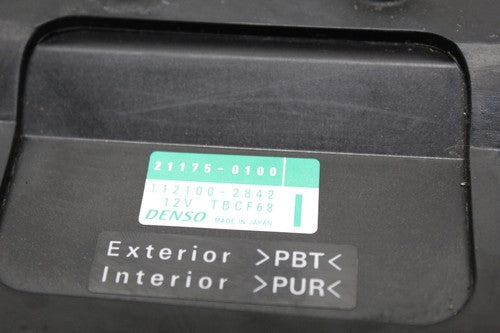 21175-0100
112100-2842
12V TBCF68
DENSO MADE IN JAPAN
Exterior >PBT<
Interior >PUR<